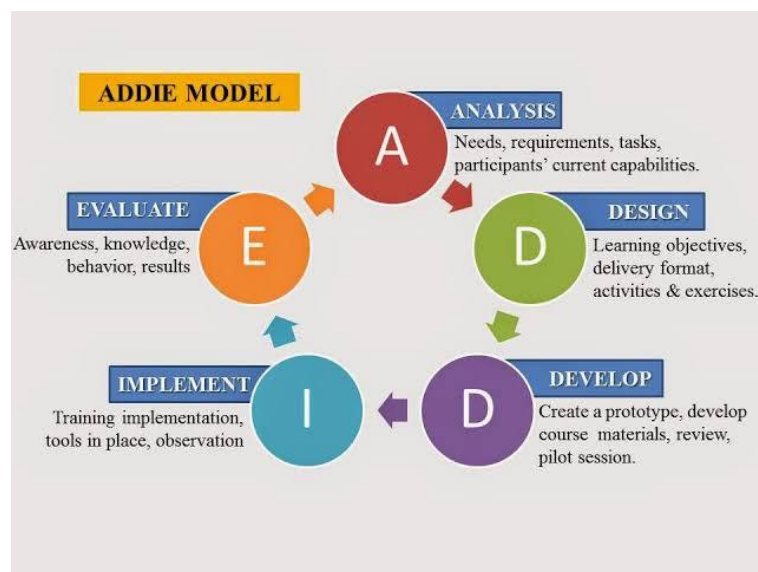 ADDIE MODEL
A
ANALYSIS
Needs, requirements, tasks,
participants' current capabilities.
D
DESIGN
Learning objectives,
delivery format,
activities & exercises.
D
DEVELOP
Create a prototype, develop
course materials, review,
pilot session.
I
IMPLEMENT
Training implementation,
tools in place, observation
E
EVALUATE
Awareness, knowledge,
behavior, results